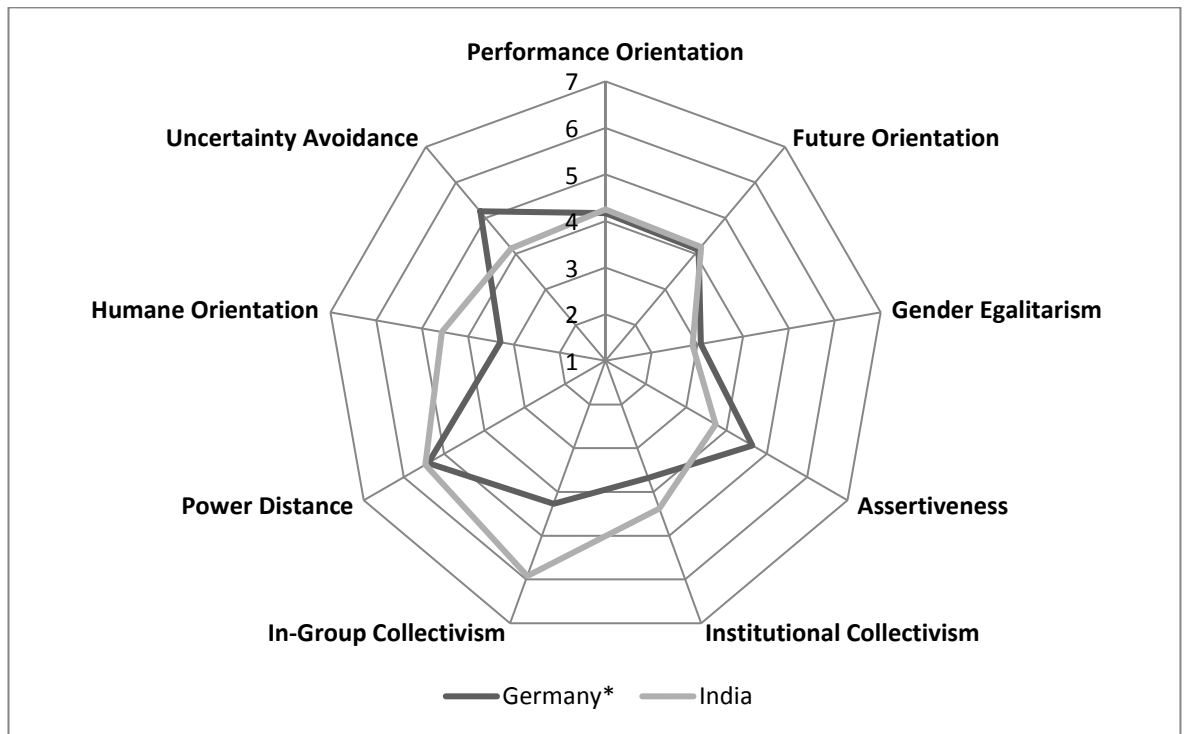 Performance Orientation
7
Uncertainty Avoidance
Future Orientation
6
5
4
3
Humane Orientation
Gender Egalitarism
2
1
Power Distance
Assertiveness
In-Group Collectivism
Institutional Collectivism
Germany*
India